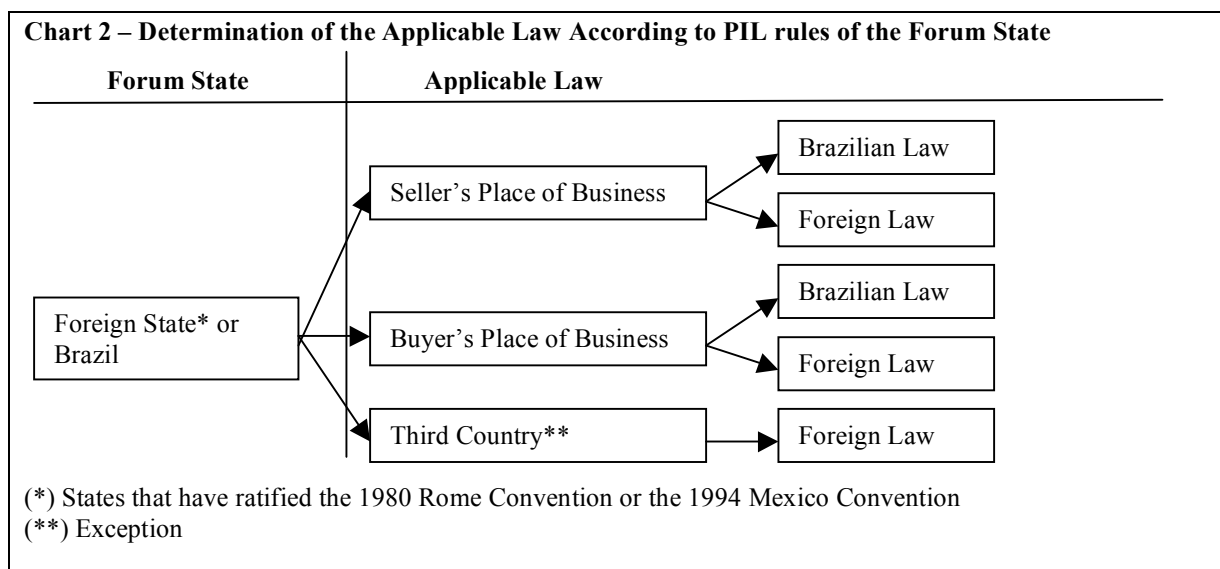 Chart 2 – Determination of the Applicable Law According to PIL rules of the Forum State
Forum State
Applicable Law
Brazilian Law
Seller's Place of Business
Foreign Law
Brazilian Law
Foreign State* or
Brazil
Buyer's Place of Business
Foreign Law
Third Country**
Foreign Law
(*) States that have ratified the 1980 Rome Convention or the 1994 Mexico Convention
(**) Exception